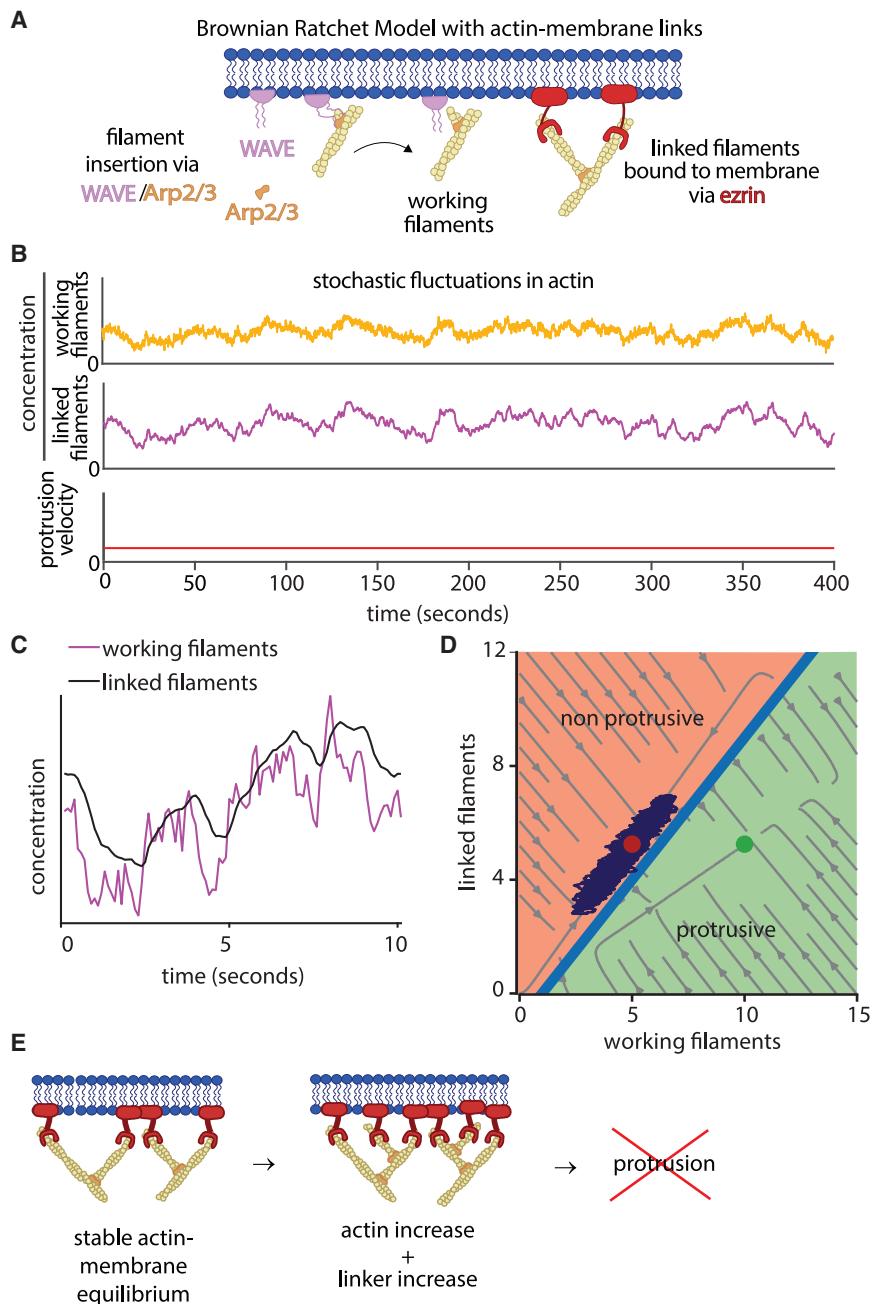 A
Brownian Ratchet Model with actin-membrane links
filament
insertion via
WAVE/Arp2/3
WAVE
Arp2/3
working
filaments
linked filaments
bound to membrane
via ezrin
B
stochastic fluctuations in actin
concentration
working
filaments
0
linked
filaments
0
protrusion
velocity
0
0 50 100 150 200 250 300 350 400
time (seconds)
C
working filaments
linked filaments
concentration
0 5 10
time (seconds)
D
12
8
4
0
linked filaments
non protrusive
protrusive
0 5 10 15
working filaments
E
stable actin-
membrane
equilibrium
→
actin increase
+
linker increase
→
protrusion